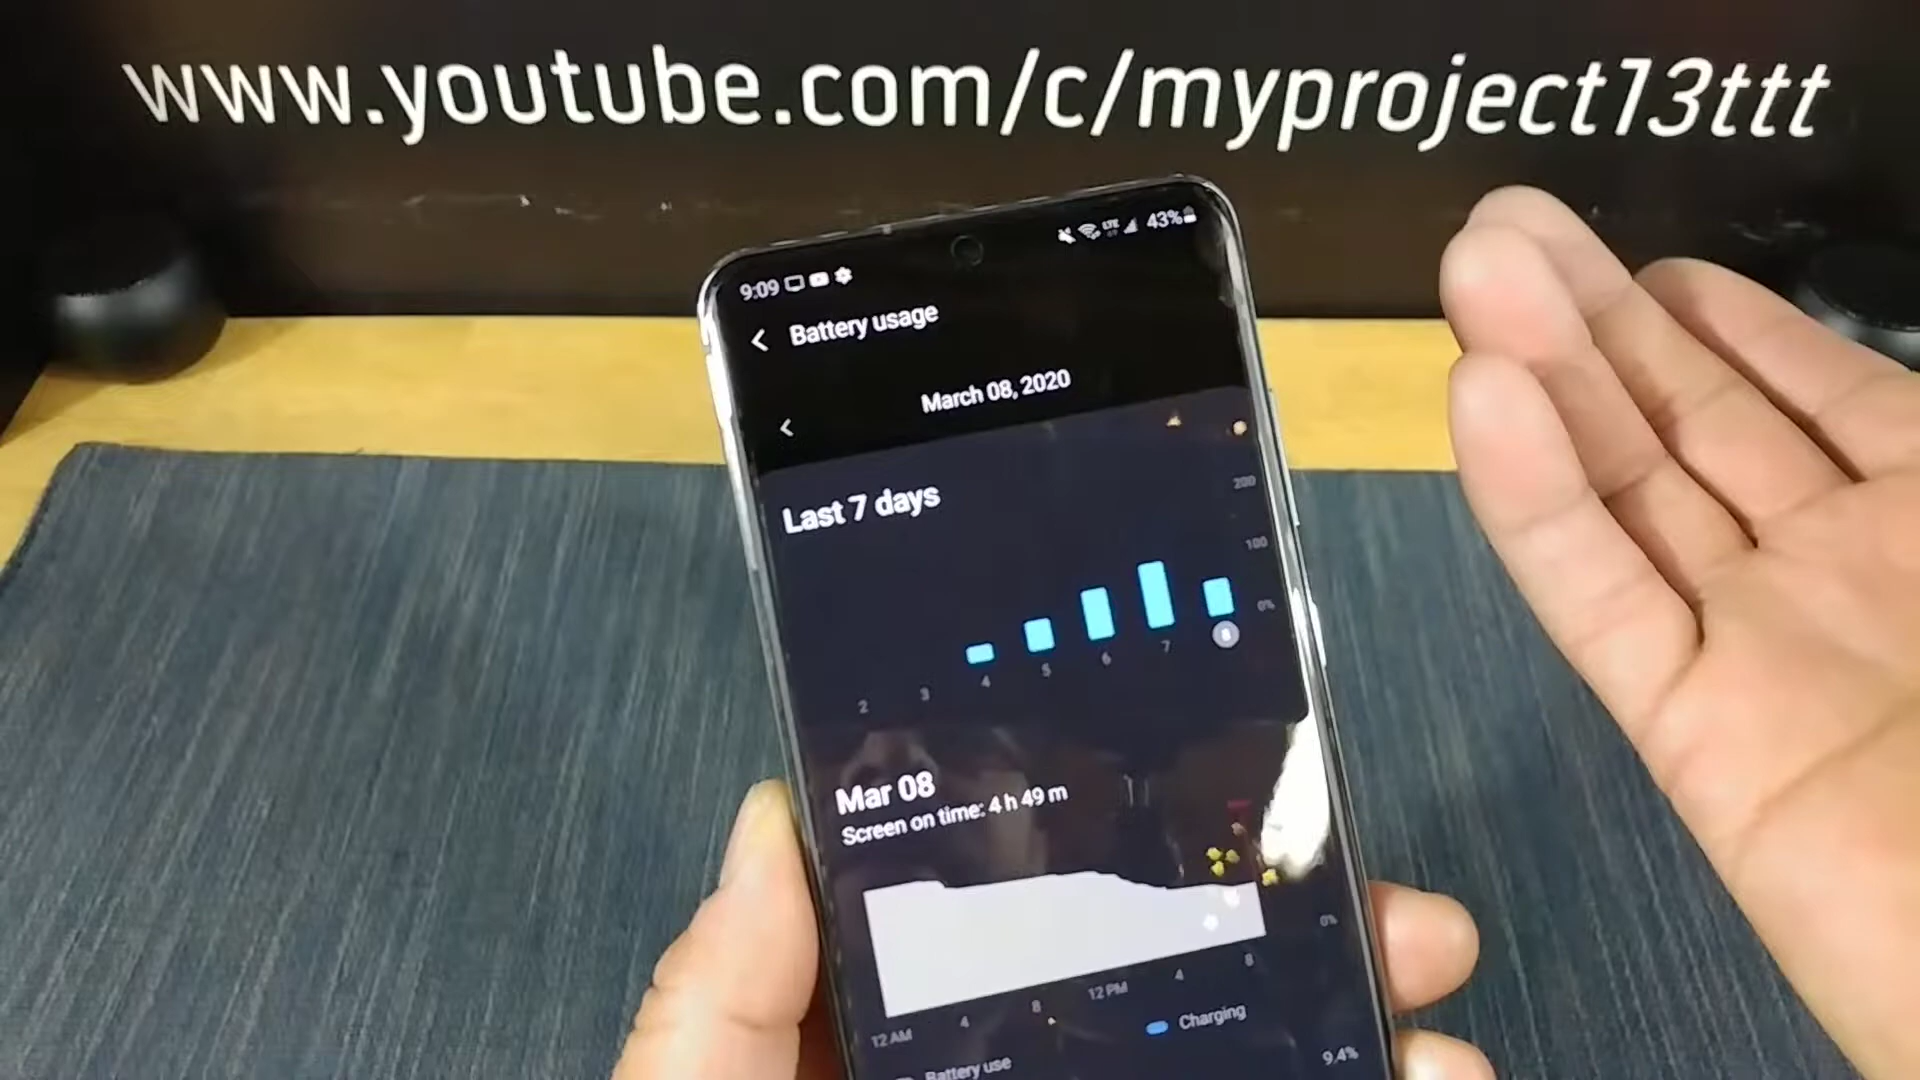 www.youtube.com/c/myproject13ttt
9:09
LTE
43%
Battery usage
March 08, 2020
Last 7 days
200
100
0%
2
3
4
5
6
7
8
Mar 08
Screen on time: 4 h 49 m
0%
12 AM
4
8
12 PM
4
8
Charging
Battery use
9.4%